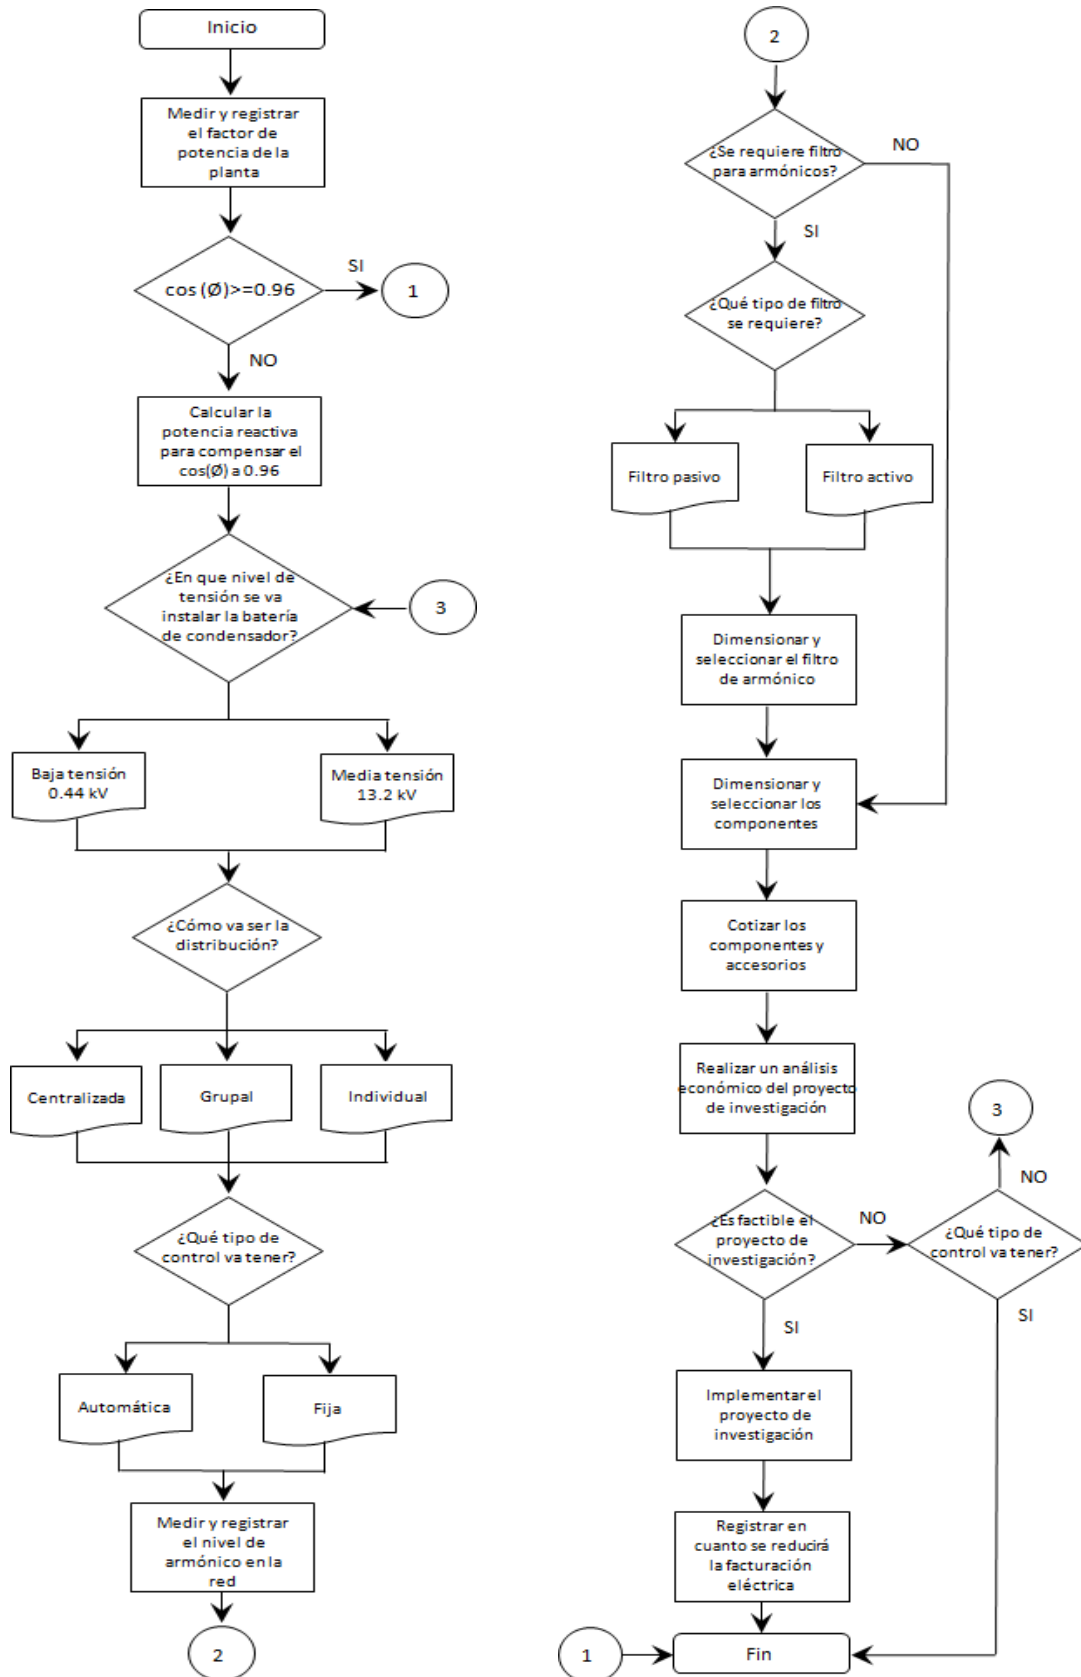 Inicio
Medir y registrar
el factor de
potencia de la
planta
cos (Ø)>=0.96
SI
1
NO
Calcular la
potencia reactiva
para compensar el
cos(Ø) a 0.96
¿En que nivel de
tensión se va
instalar la batería
de condensador?
3
Baja tensión
0.44 kV
Media tensión
13.2 kV
¿Cómo va ser la
distribución?
Centralizada
Grupal
Individual
¿Qué tipo de
control va tener?
Automática
Fija
Medir y registrar
el nivel de
armónico en la
red
2
2
¿Se requiere filtro
para armónicos?
NO
SI
¿Qué tipo de filtro
se requiere?
Filtro pasivo
Filtro activo
Dimensionar y
seleccionar el filtro
de armónico
Dimensionar y
seleccionar los
componentes
Cotizar los
componentes y
accesorios
Realizar un análisis
económico del proyecto
de investigación
3
NO
¿Es factible el
proyecto de
investigación?
NO
¿Qué tipo de
control va tener?
SI
SI
Implementar el
proyecto de
investigación
Registrar en
cuanto se reducirá
la facturación
eléctrica
1
Fin